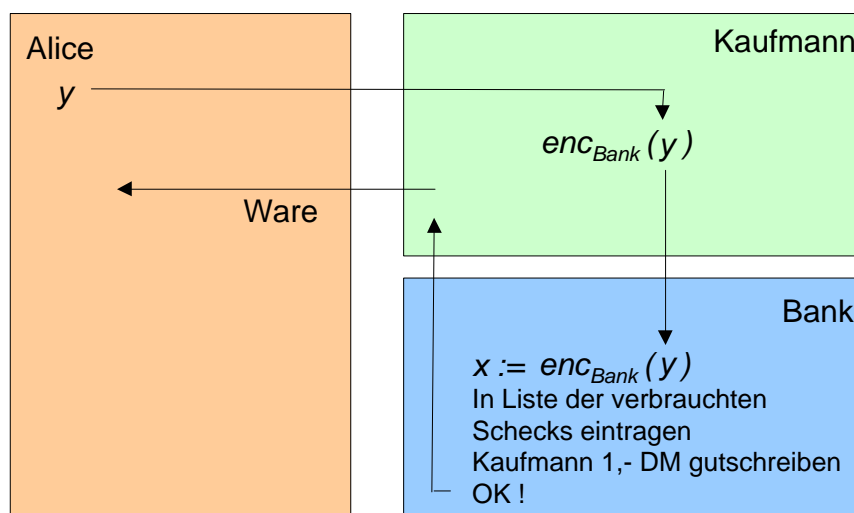 Alice
y
Ware
Kaufmann
enc_Bank (y)
Bank
x := enc_Bank (y)
In Liste der verbrauchten
Schecks eintragen
Kaufmann 1,- DM gutschreiben
OK !